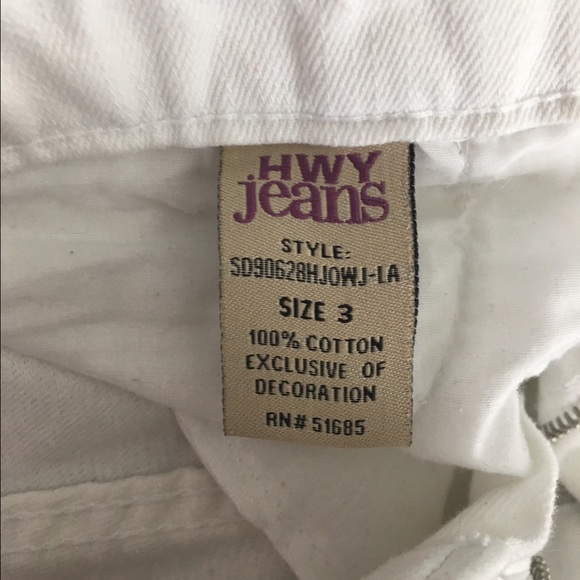 HWY
jeans
STYLE:
SD90628HJOWJ-LA
SIZE 3
100% COTTON
EXCLUSIVE OF
DECORATION
RN# 51685